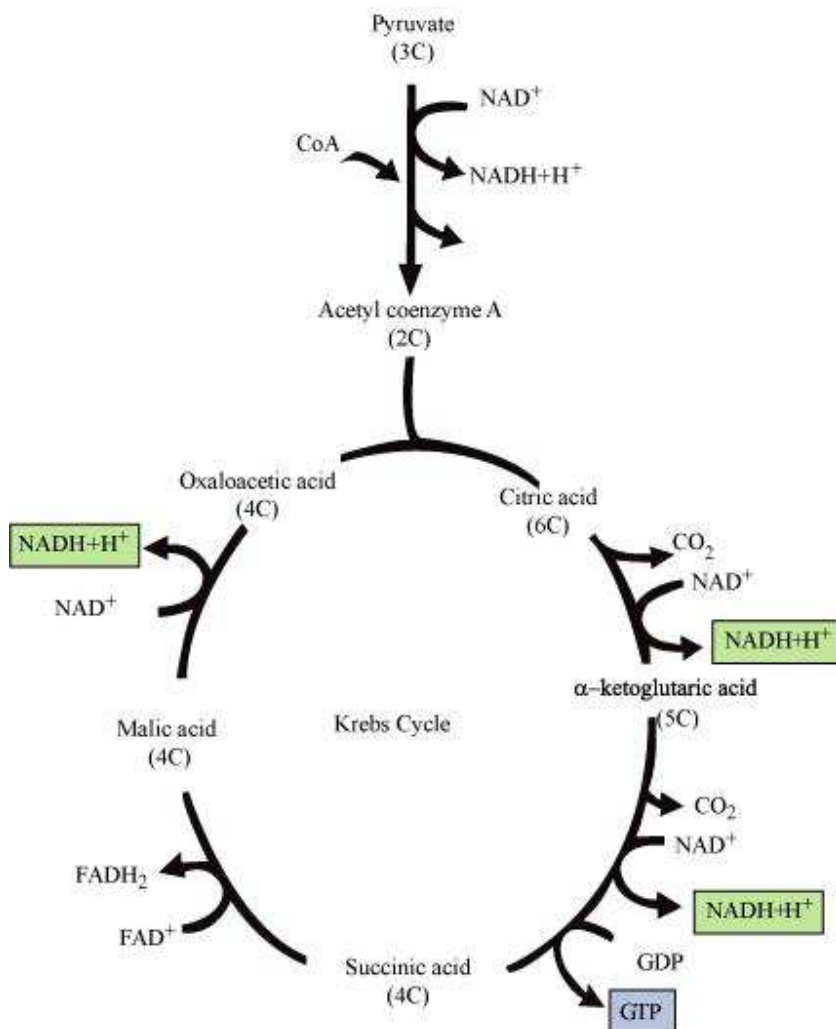 Pyruvate
(3C)
NAD⁺
CoA
NADH+H⁺
Acetyl coenzyme A
(2C)
Oxaloacetic acid
(4C)
Citric acid
(6C)
NADH+H⁺
CO₂
NAD⁺
NAD⁺
NADH+H⁺
α–ketoglutaric acid
(5C)
Malic acid
(4C)
Krebs Cycle
CO₂
NAD⁺
FADH₂
NADH+H⁺
FAD⁺
GDP
Succinic acid
(4C)
GTP